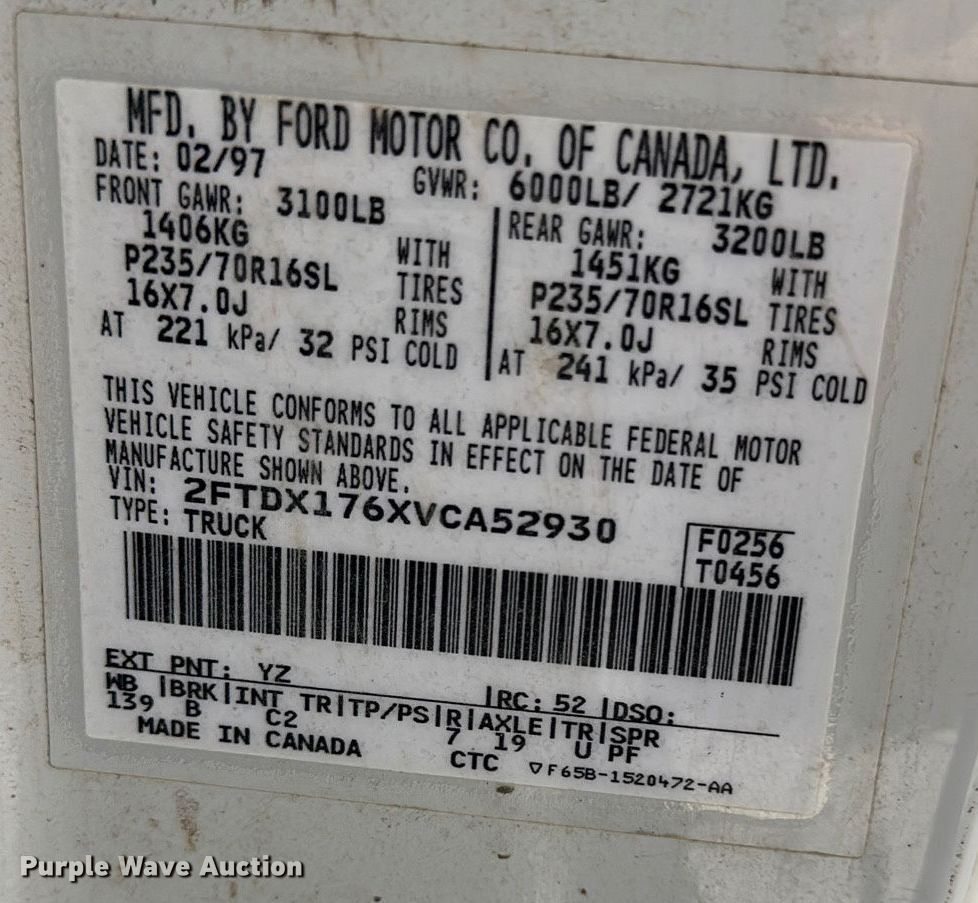 MFD. BY FORD MOTOR CO. OF CANADA, LTD.
DATE: 02/97 GVWR: 6000LB/ 2721KG
FRONT GAWR: 3100LB
1406KG WITH
P235/70R16SL TIRES
16X7.0J RIMS
AT 221 kPa/ 32 PSI COLD
REAR GAWR: 3200LB
1451KG WITH
P235/70R16SL TIRES
16X7.0J RIMS
AT 241 kPa/ 35 PSI COLD
THIS VEHICLE CONFORMS TO ALL APPLICABLE FEDERAL MOTOR
VEHICLE SAFETY STANDARDS IN EFFECT ON THE DATE OF
MANUFACTURE SHOWN ABOVE.
VIN: 2FTDX176XVCA52930
TYPE: TRUCK
F0256
T0456
EXT PNT: YZ |RC: 52 |DSO:
WB |BRK|INT TR|TP/PS|R|AXLE|TR|SPR
139 B C2 7 19 U PF
MADE IN CANADA CTC ▽F65B-1520472-AA
Purple Wave Auction